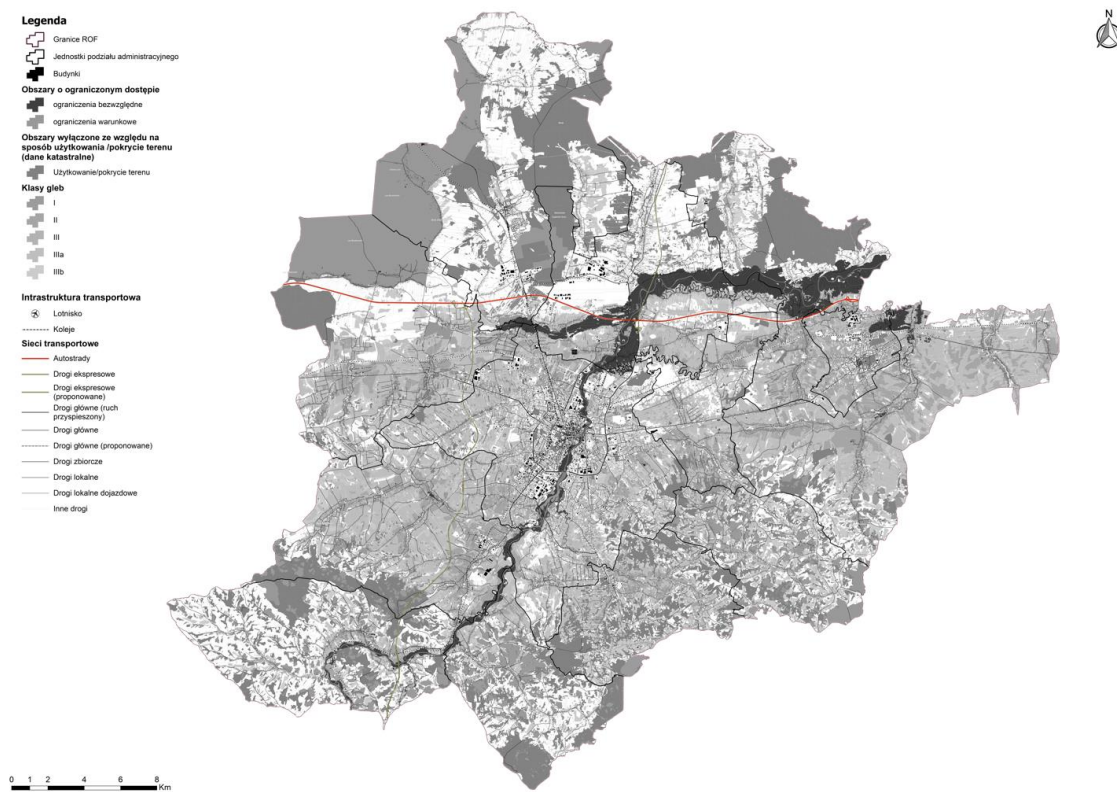 Legenda
Granice ROF
Jednostki podziału administracyjnego
Budynki
Obszary o ograniczonym dostępie
ograniczenia bezwzględne
ograniczenia warunkowe
Obszary wyłączone ze względu na
sposób użytkowania /pokrycie terenu
(dane katastralne)
Użytkowanie/pokrycie terenu
Klasy gleb
I
II
III
IIIa
IIIb
Intrastruktura transportowa
Lotnisko
Koleje
Sieci transportowe
Autostrady
Drogi ekspresowe
Drogi ekspresowe
(proponowane)
Drogi główne (ruch
przyspieszony)
Drogi główne
Drogi główne (proponowane)
Drogi zbiorcze
Drogi lokalne
Drogi lokalne dojazdowe
Inne drogi
N
0 1 2 4 6 8
Km